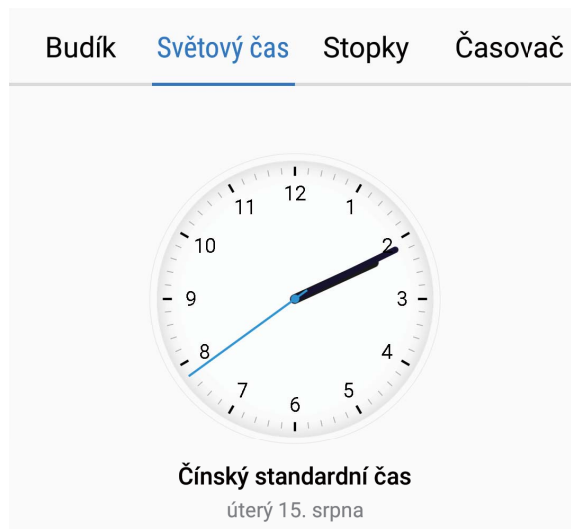 Budík Světový čas Stopky Časovač
12
11 1
10 2
9 3
8 4
7 5
6
Čínský standardní čas
úterý 15. srpna